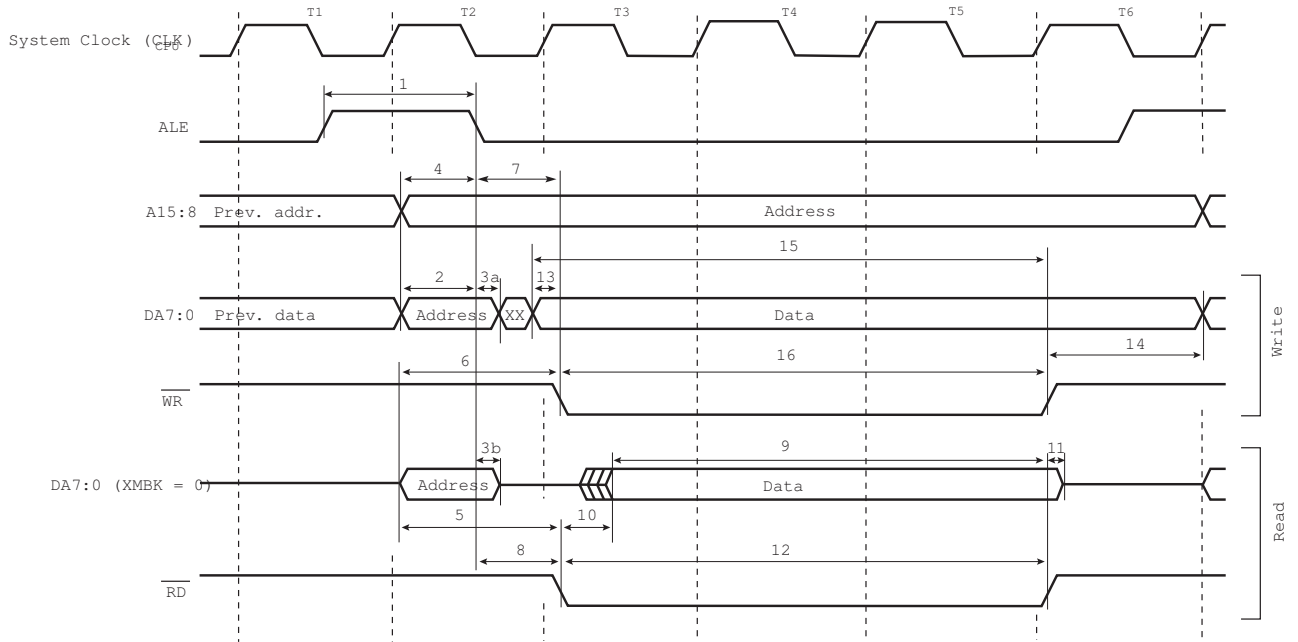 T1 T2 T3 T4 T5 T6
System Clock (CLKCPU)
1
ALE
4 7
A15:8 Prev. addr. Address
15
2 3a 13
DA7:0 Prev. data Address XX Data
14
6 16
WR
Write
3b 9 11
DA7:0 (XMBK = 0) Address Data
5 10
8 12
RD
Read